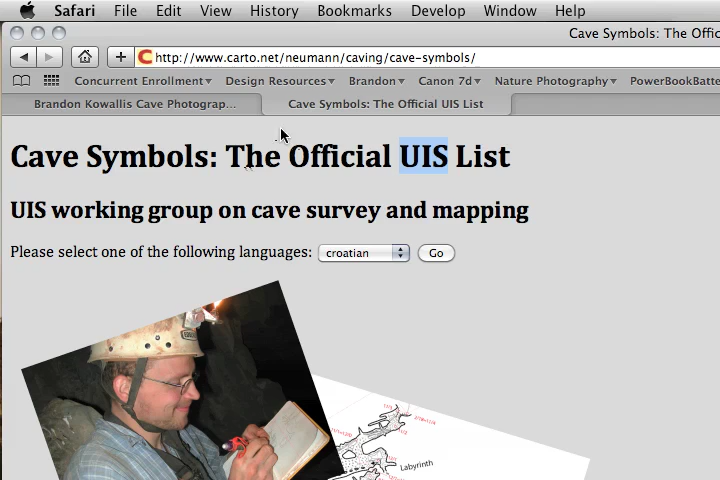 Safari File Edit View History Bookmarks Develop Window Help
Cave Symbols: The Offic
http://www.carto.net/neumann/caving/cave-symbols/
Concurrent Enrollment Design Resources Brandon Canon 7d Nature Photography PowerBookBatte
Brandon Kowallis Cave Photograp... Cave Symbols: The Official UIS List
Cave Symbols: The Official UIS List
UIS working group on cave survey and mapping
Please select one of the following languages: croatian Go
Labyrinth